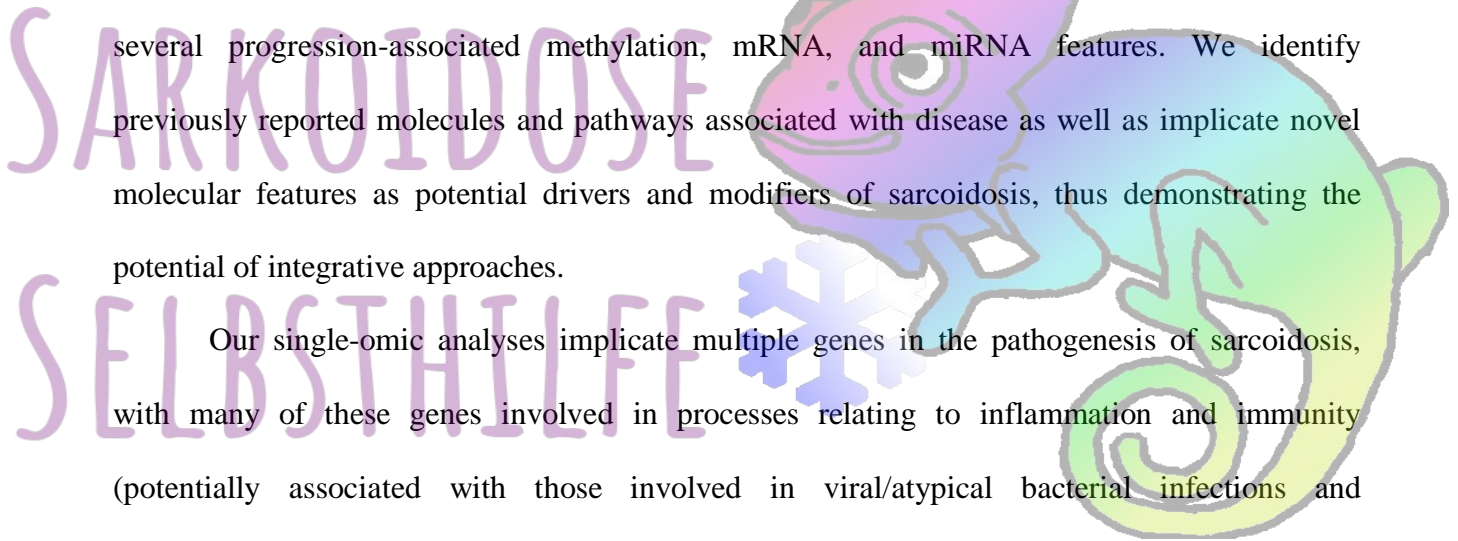 SARKOIDOSE
several progression-associated methylation, mRNA, and miRNA features. We identify
previously reported molecules and pathways associated with disease as well as implicate novel
molecular features as potential drivers and modifiers of sarcoidosis, thus demonstrating the
potential of integrative approaches.
SELBSTHILFE
Our single-omic analyses implicate multiple genes in the pathogenesis of sarcoidosis,
with many of these genes involved in processes relating to inflammation and immunity
(potentially associated with those involved in viral/atypical bacterial infections and